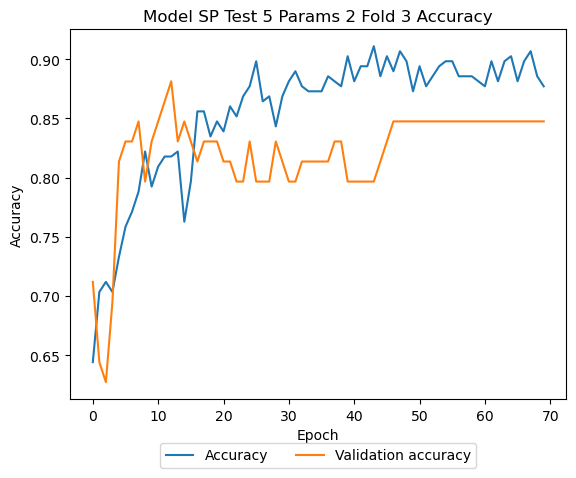 Model SP Test 5 Params 2 Fold 3 Accuracy
0.90
0.85
0.80
0.75
0.70
0.65
Accuracy
0 10 20 30 40 50 60 70
Epoch
Accuracy Validation accuracy